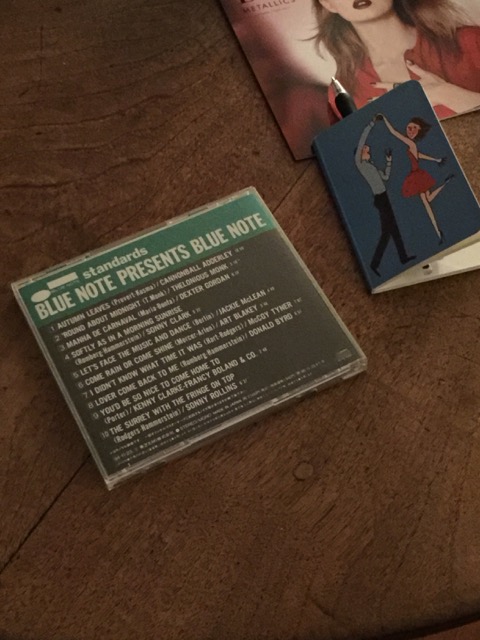 METALLICS
standards
BLUE NOTE PRESENTS BLUE NOTE
1 AUTUMN LEAVES (Prevert Kosma) / CANNONBALL ADDERLEY
2 'ROUND ABOUT MIDNIGHT (T. Monk) / THELONIOUS MONK
3 MANHA DE CARNAVAL (Maria Bonfa) / DEXTER GORDAN
4 SOFTLY AS IN A MORNING SUNRISE
(Romberg Hammerstein) / SONNY CLARK
5 LET'S FACE THE MUSIC AND DANCE (Berlin) / JACKIE McLEAN
6 COME RAIN OR COME SHINE (Mercer Arlen) / ART BLAKEY
7 I DIDN'T KNOW WHAT TIME IT WAS (Hart Rodgers) / McCOY TYNER
8 LOVER COME BACK TO ME (Romberg Hammerstein) / DONALD BYRD
9 YOU'D BE SO NICE TO COME HOME TO
(Porter) / KENNY CLARKE-FRANCY BOLAND & CO.
10 THE SURREY WITH THE FRINGE ON TOP
(Rodgers Hammerstein) / SONNY ROLLINS